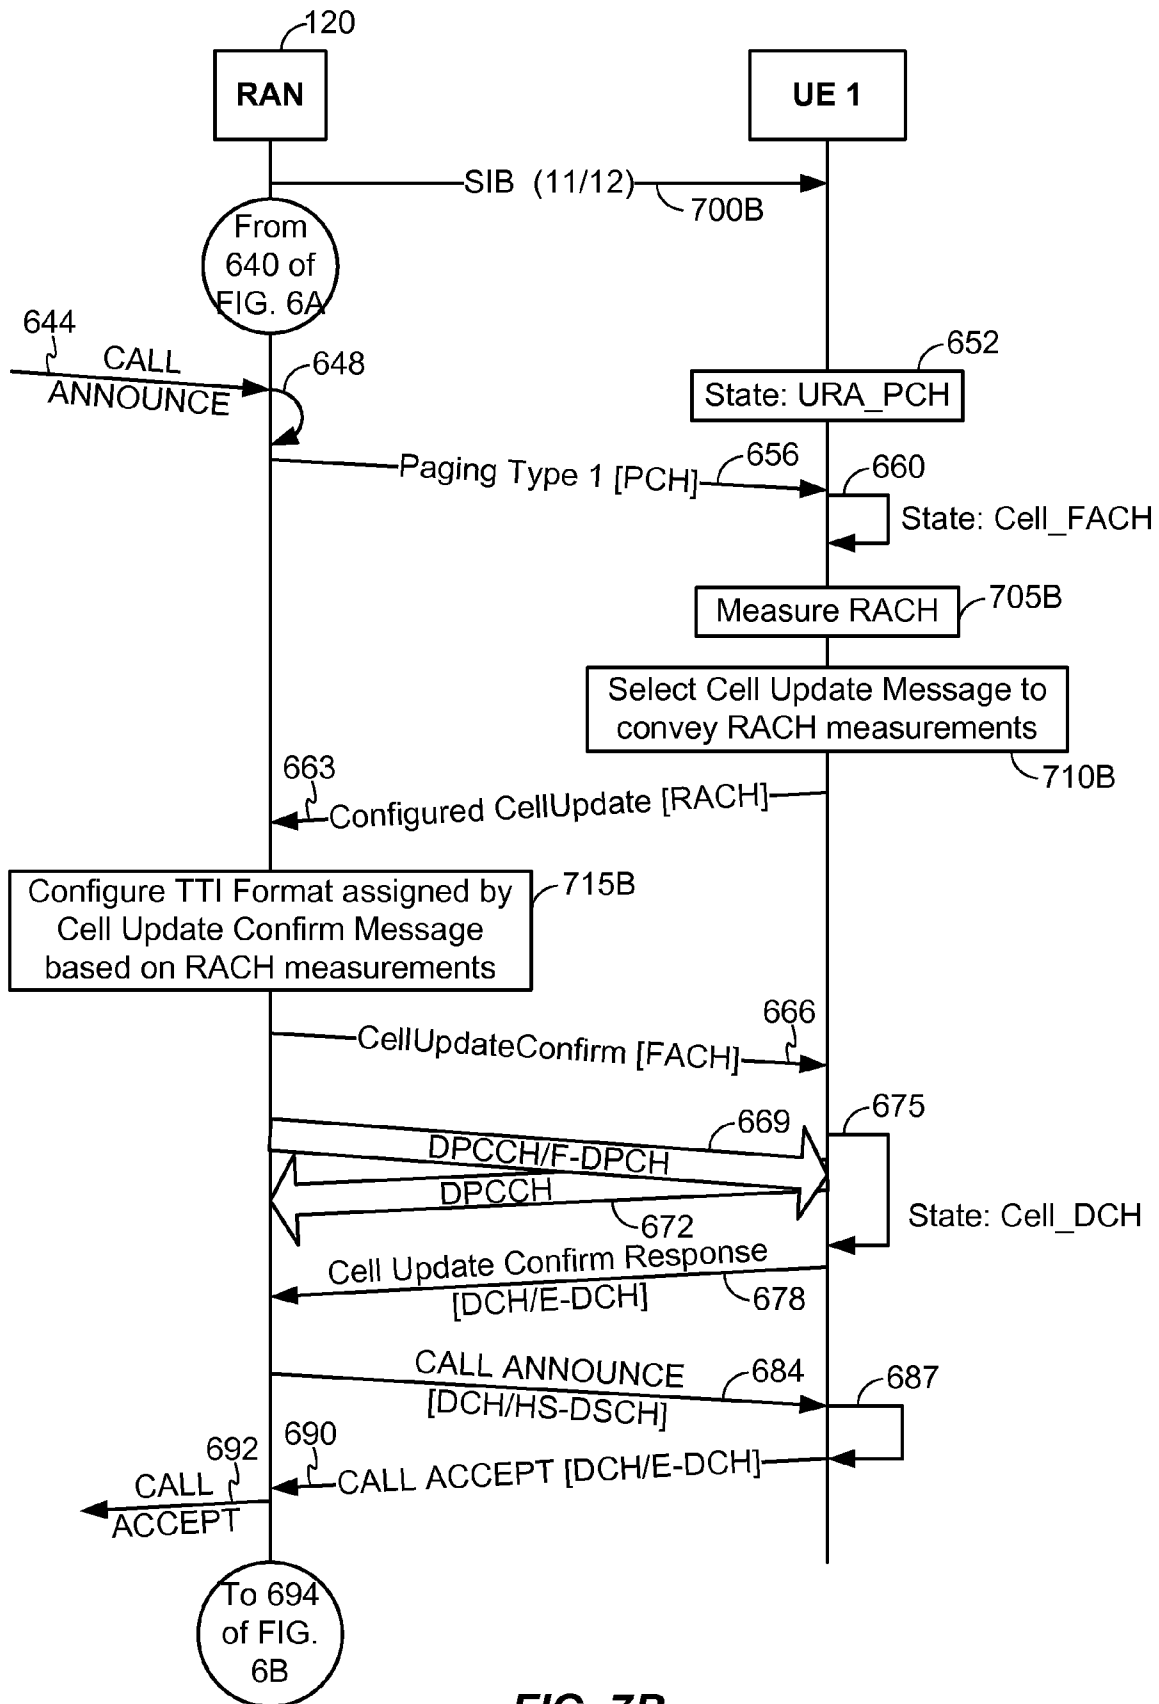 120
RAN
UE 1
SIB (11/12)
700B
From
640 of
FIG. 6A
644
CALL
ANNOUNCE
648
652
State: URA_PCH
Paging Type 1 [PCH]
656
660
State: Cell_FACH
Measure RACH
705B
Select Cell Update Message to
convey RACH measurements
710B
663
Configured CellUpdate [RACH]
Configure TTI Format assigned by
Cell Update Confirm Message
based on RACH measurements
715B
666
CellUpdateConfirm [FACH]
669
675
DPCCH/F-DPCH
DPCCH
672
State: Cell_DCH
Cell Update Confirm Response
[DCH/E-DCH]
678
CALL ANNOUNCE
[DCH/HS-DSCH]
684
687
692
690
CALL
ACCEPT
CALL ACCEPT [DCH/E-DCH]
To 694
of FIG.
6B
FIG. 7B